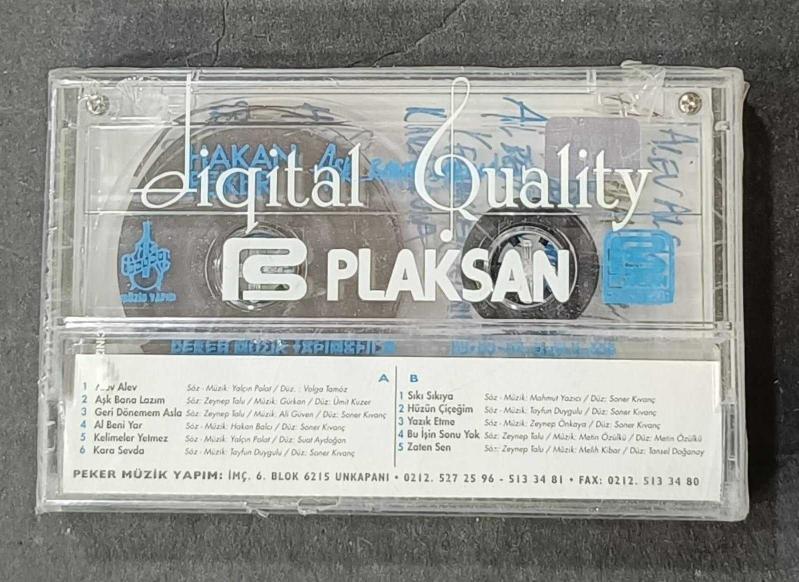 Digital Quality
PLAKSAN
HAKAN
PEKER
MÜZİK YAPIM
PEKER MÜZİK YAPIM
A
1 Alev Alev Söz - Müzik: Yalçın Polat / Düz. : Volga Tamöz
2 Aşk Bana Lazım Söz: Zeynep Talu / Müzik: Gürkan / Düz: Ümit Kuzer
3 Geri Dönemem Asla Söz: Zeynep Talu / Müzik: Ali Güven / Düz: Soner Kıvanç
4 Al Beni Yar Söz - Müzik: Hakan Balcı / Düz: Soner Kıvanç
5 Kelimeler Yetmez Söz - Müzik: Yalçın Polat / Düz: Suat Aydoğan
6 Kara Sevda Söz - Müzik: Tayfun Duygulu / Düz: Soner Kıvanç
B
1 Sıkı Sıkıya Söz - Müzik: Mahmut Yazıcı / Düz: Soner Kıvanç
2 Hüzün Çiçeğim Söz - Müzik: Tayfun Duygulu / Düz: Soner Kıvanç
3 Yazık Etme Söz - Müzik: Zeynep Önkaya / Düz: Soner Kıvanç
4 Bu İşin Sonu Yok Söz: Zeynep Talu / Müzik: Metin Özülkü / Düz: Metin Özülkü
5 Zaten Sen Söz: Zeynep Talu / Müzik: Melih Kibar / Düz: Tansel Doğanay
PEKER MÜZİK YAPIM: İMÇ. 6. BLOK 6215 UNKAPANI • 0212. 527 25 96 - 513 34 81 • FAX: 0212. 513 34 80